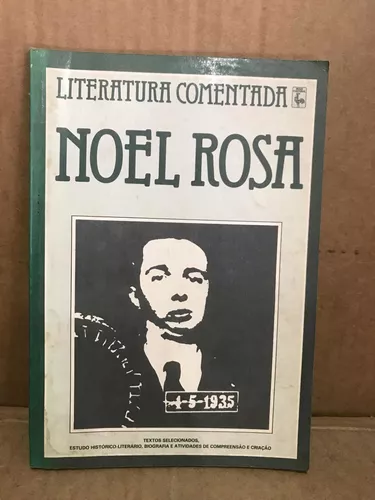 LITERATURA COMENTADA
NOEL ROSA
4-5-1935
TEXTOS SELECIONADOS,
ESTUDO HISTÓRICO-LITERÁRIO, BIOGRAFIA E ATIVIDADES DE COMPREENSÃO E CRIAÇÃO